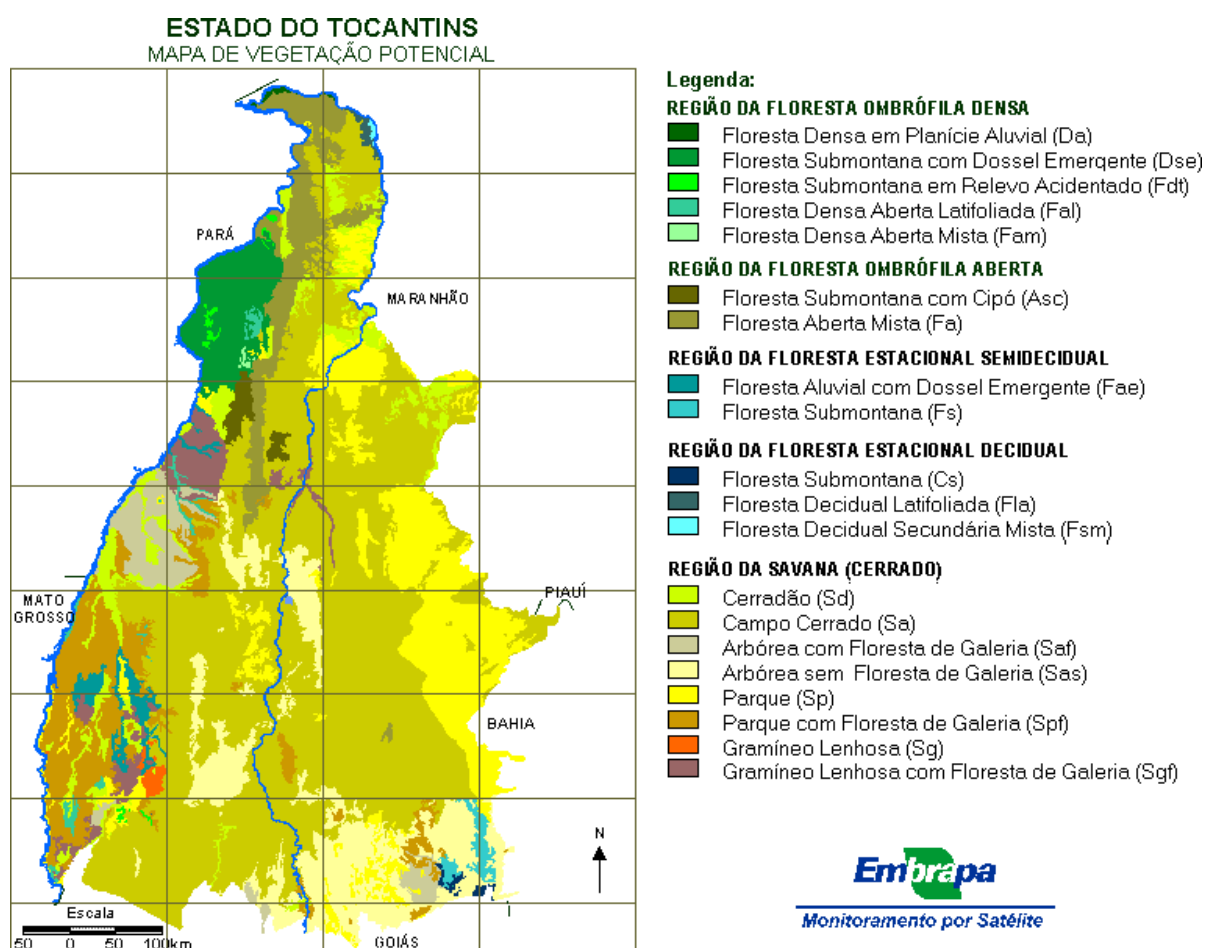 ESTADO DO TOCANTINS
MAPA DE VEGETAÇÃO POTENCIAL
PARÁ
MARANHÃO
PIAUÍ
MATO
GROSSO
BAHIA
N
Escala
50 0 50 100km
GOIÁS
Legenda:
REGIÃO DA FLORESTA OMBRÓFILA DENSA
Floresta Densa em Planície Aluvial (Da)
Floresta Submontana com Dossel Emerqente (Dse)
Floresta Submontana em Relevo Acidentado (Fdt)
Floresta Densa Aberta Latifoliada (Fal)
Floresta Densa Aberta Mista (Fam)
REGIÃO DA FLORESTA OMBRÓFILA ABERTA
Floresta Submontana com Cipó (Asc)
Floresta Aberta Mista (Fa)
REGIÃO DA FLORESTA ESTACIONAL SEMIDECIDUAL
Floresta Aluvial com Dossel Emergente (Fae)
Floresta Submontana (Fs)
REGIÃO DA FLORESTA ESTACIONAL DECIDUAL
Floresta Submontana (Cs)
Floresta Decidual Latifoliada (Fla)
Floresta Decidual Secundária Mista (Fsm)
REGIÃO DA SAVANA (CERRADO)
Cerradão (Sd)
Campo Cerrado (Sa)
Arbórea com Floresta de Galeria (Saf)
Arbórea sem Floresta de Galeria (Sas)
Parque (Sp)
Parque com Floresta de Galeria (Spf)
Gramíneo Lenhosa (Sg)
Gramíneo Lenhosa com Floresta de Galeria (Sgf)
Embrapa
Monitoramento por Satélite